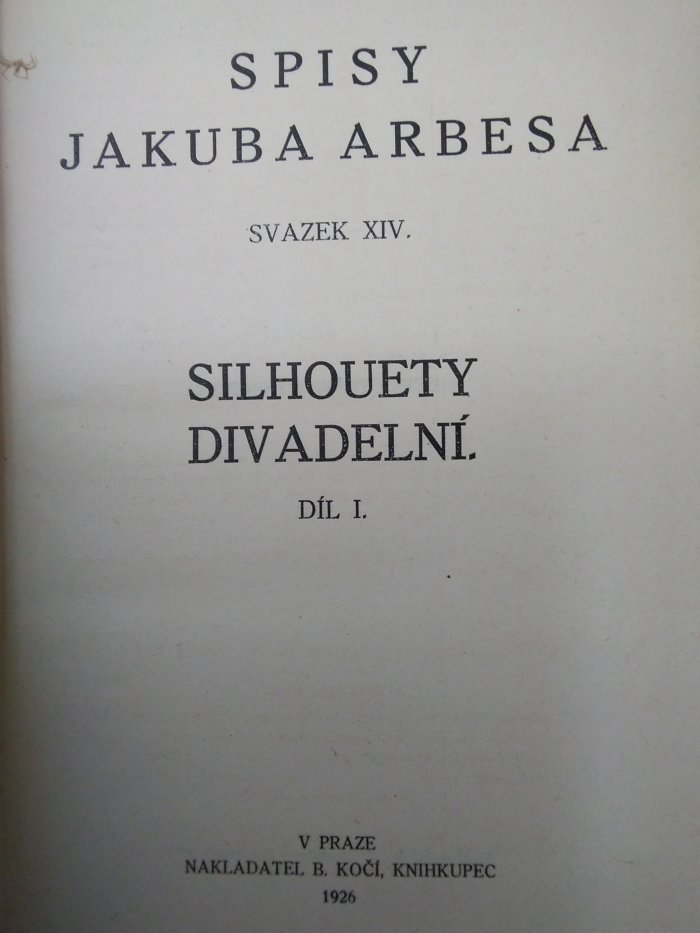 SPISY
JAKUBA ARBESA
SVAZEK XIV.
SILHOUETY
DIVADELNÍ.
DÍL I.
V PRAZE
NAKLADATEL B. KOČÍ, KNIHKUPEC
1926